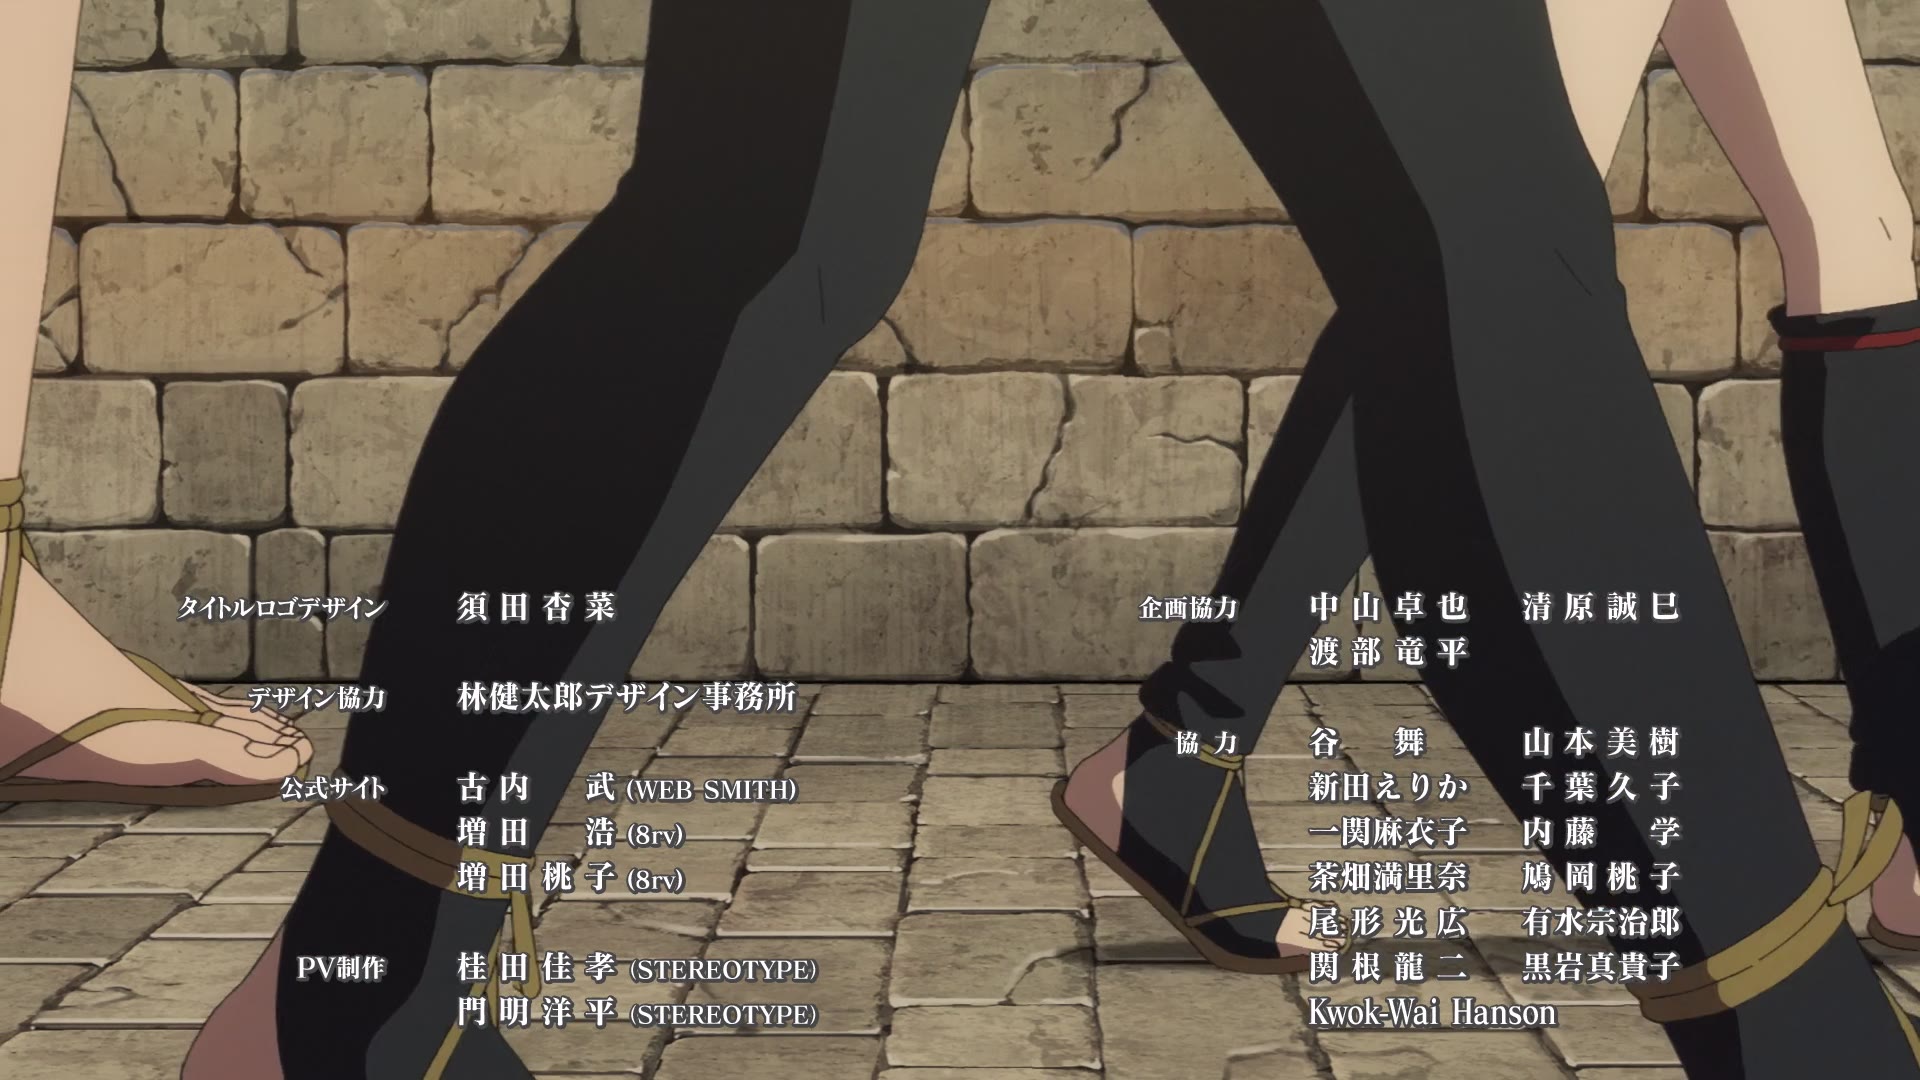 タイトルロゴデザイン 須田杏菜
デザイン協力 林健太郎デザイン事務所
公式サイト 古内 武 (WEB SMITH)
増田 浩 (8rv)
増田桃子 (8rv)
PV制作 桂田佳孝 (STEREOTYPE)
門明洋平 (STEREOTYPE)
企画協力 中山卓也 清原誠巳
渡部竜平
協力 谷 舞 山本美樹
新田えりか 千葉久子
一関麻衣子 内藤 学
茶畑満里奈 鳩岡桃子
尾形光広 有水宗治郎
関根龍二 黒岩真貴子
Kwok-Wai Hanson